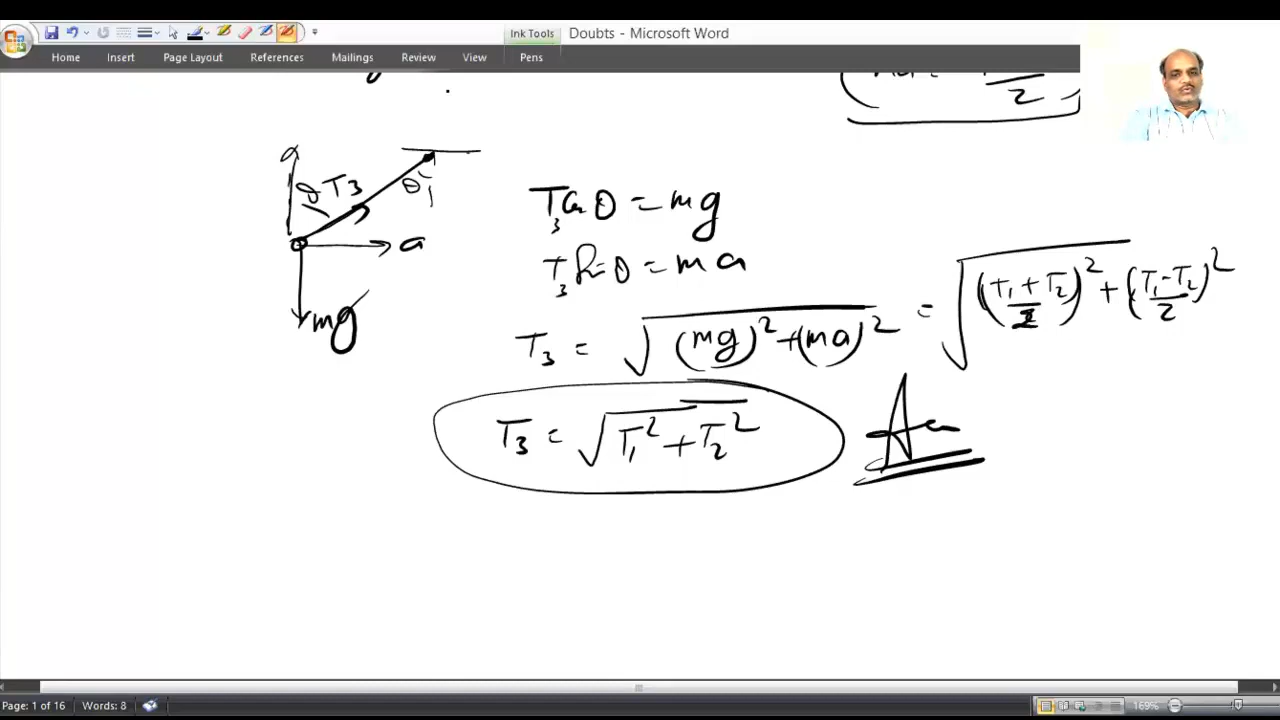 Ink Tools
Doubts - Microsoft Word
Home Insert Page Layout References Mailings Review View Pens
2
θ T3 θ
a
mg
T3 cos θ = mg
T3 sin θ = ma
T3 = √((mg)² + (ma)²) = √(((T1 + T2)/2)² + ((T1 - T2)/2)²)
T3 = √(T1² + T2²)
Page: 1 of 16 Words: 8 169%